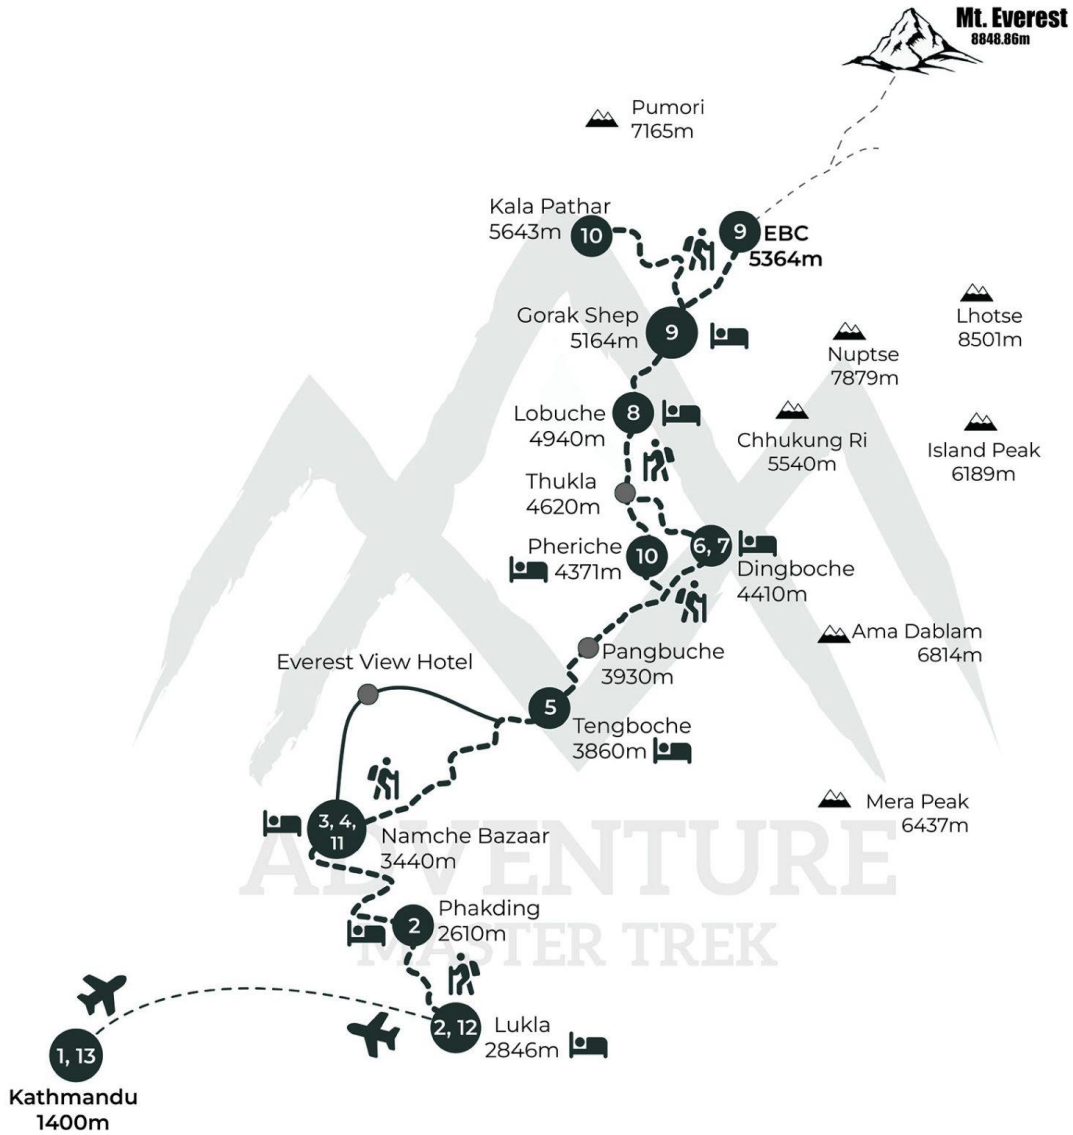 Mt. Everest
8848.86m
Pumori
7165m
Kala Pathar
5643m
10
9
EBC
5364m
Gorak Shep
5164m
9
Lhotse
8501m
Nuptse
7879m
Lobuche
4940m
8
Chhukung Ri
5540m
Island Peak
6189m
Thukla
4620m
Pheriche
4371m
10
6, 7
Dingboche
4410m
Ama Dablam
6814m
Pangbuche
3930m
Everest View Hotel
5
Tengboche
3860m
3, 4,
11
Namche Bazaar
3440m
Mera Peak
6437m
ADVENTURE
MASTER TREK
2
Phakding
2610m
2, 12
Lukla
2846m
1, 13
Kathmandu
1400m